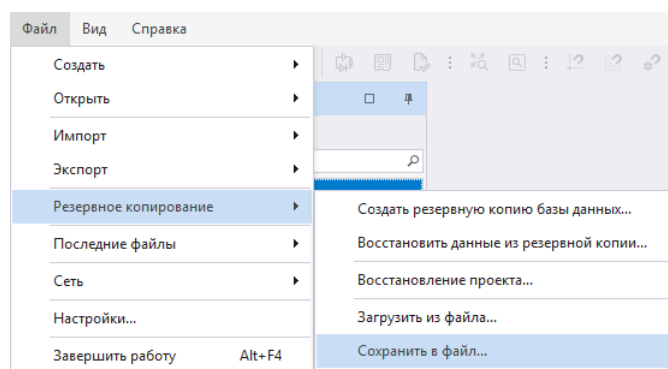 Файл Вид Справка
Создать
Открыть
Импорт
Экспорт
Резервное копирование
Последние файлы
Сеть
Настройки...
Завершить работу Alt+F4
Создать резервную копию базы данных...
Восстановить данные из резервной копии...
Восстановление проекта...
Загрузить из файла...
Сохранить в файл...